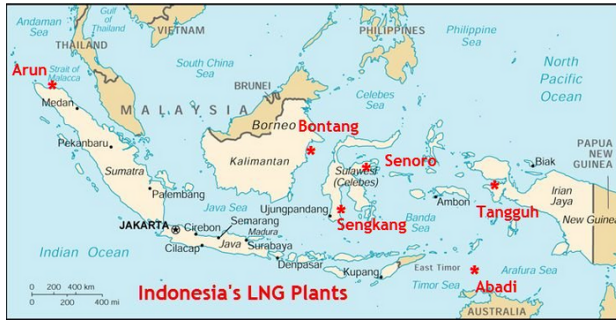 Andaman
Sea
Gulf
of
Thailand
VIETNAM
PHILIPPINES
Philippine
Sea
THAILAND
South China
Sea
North
Pacific
Ocean
Arun
Strait of
Malacca
*
Medan
MALAYSIA
BRUNEI
Celebes
Sea
Borneo
Bontang
*
PAPUA
NEW
GUINEA
Pekanbaru
Sumatra
Kalimantan
Senoro
*
Sulawesi
(Celebes)
Biak
*
Tangguh
Irian
Jaya
New Guinea
Palembang
Java Sea
Ujungpandang
*
Sengkang
Ambon
Banda
Sea
JAKARTA
Cirebon
Semarang
Madura
Cilacap
Java
Surabaya
Indian Ocean
Denpasar
Kupang
East Timor
Timor Sea
*
Abadi
Arafura Sea
AUSTRALIA
0 200 400 km
0 200 400 mi
Indonesia's LNG Plants